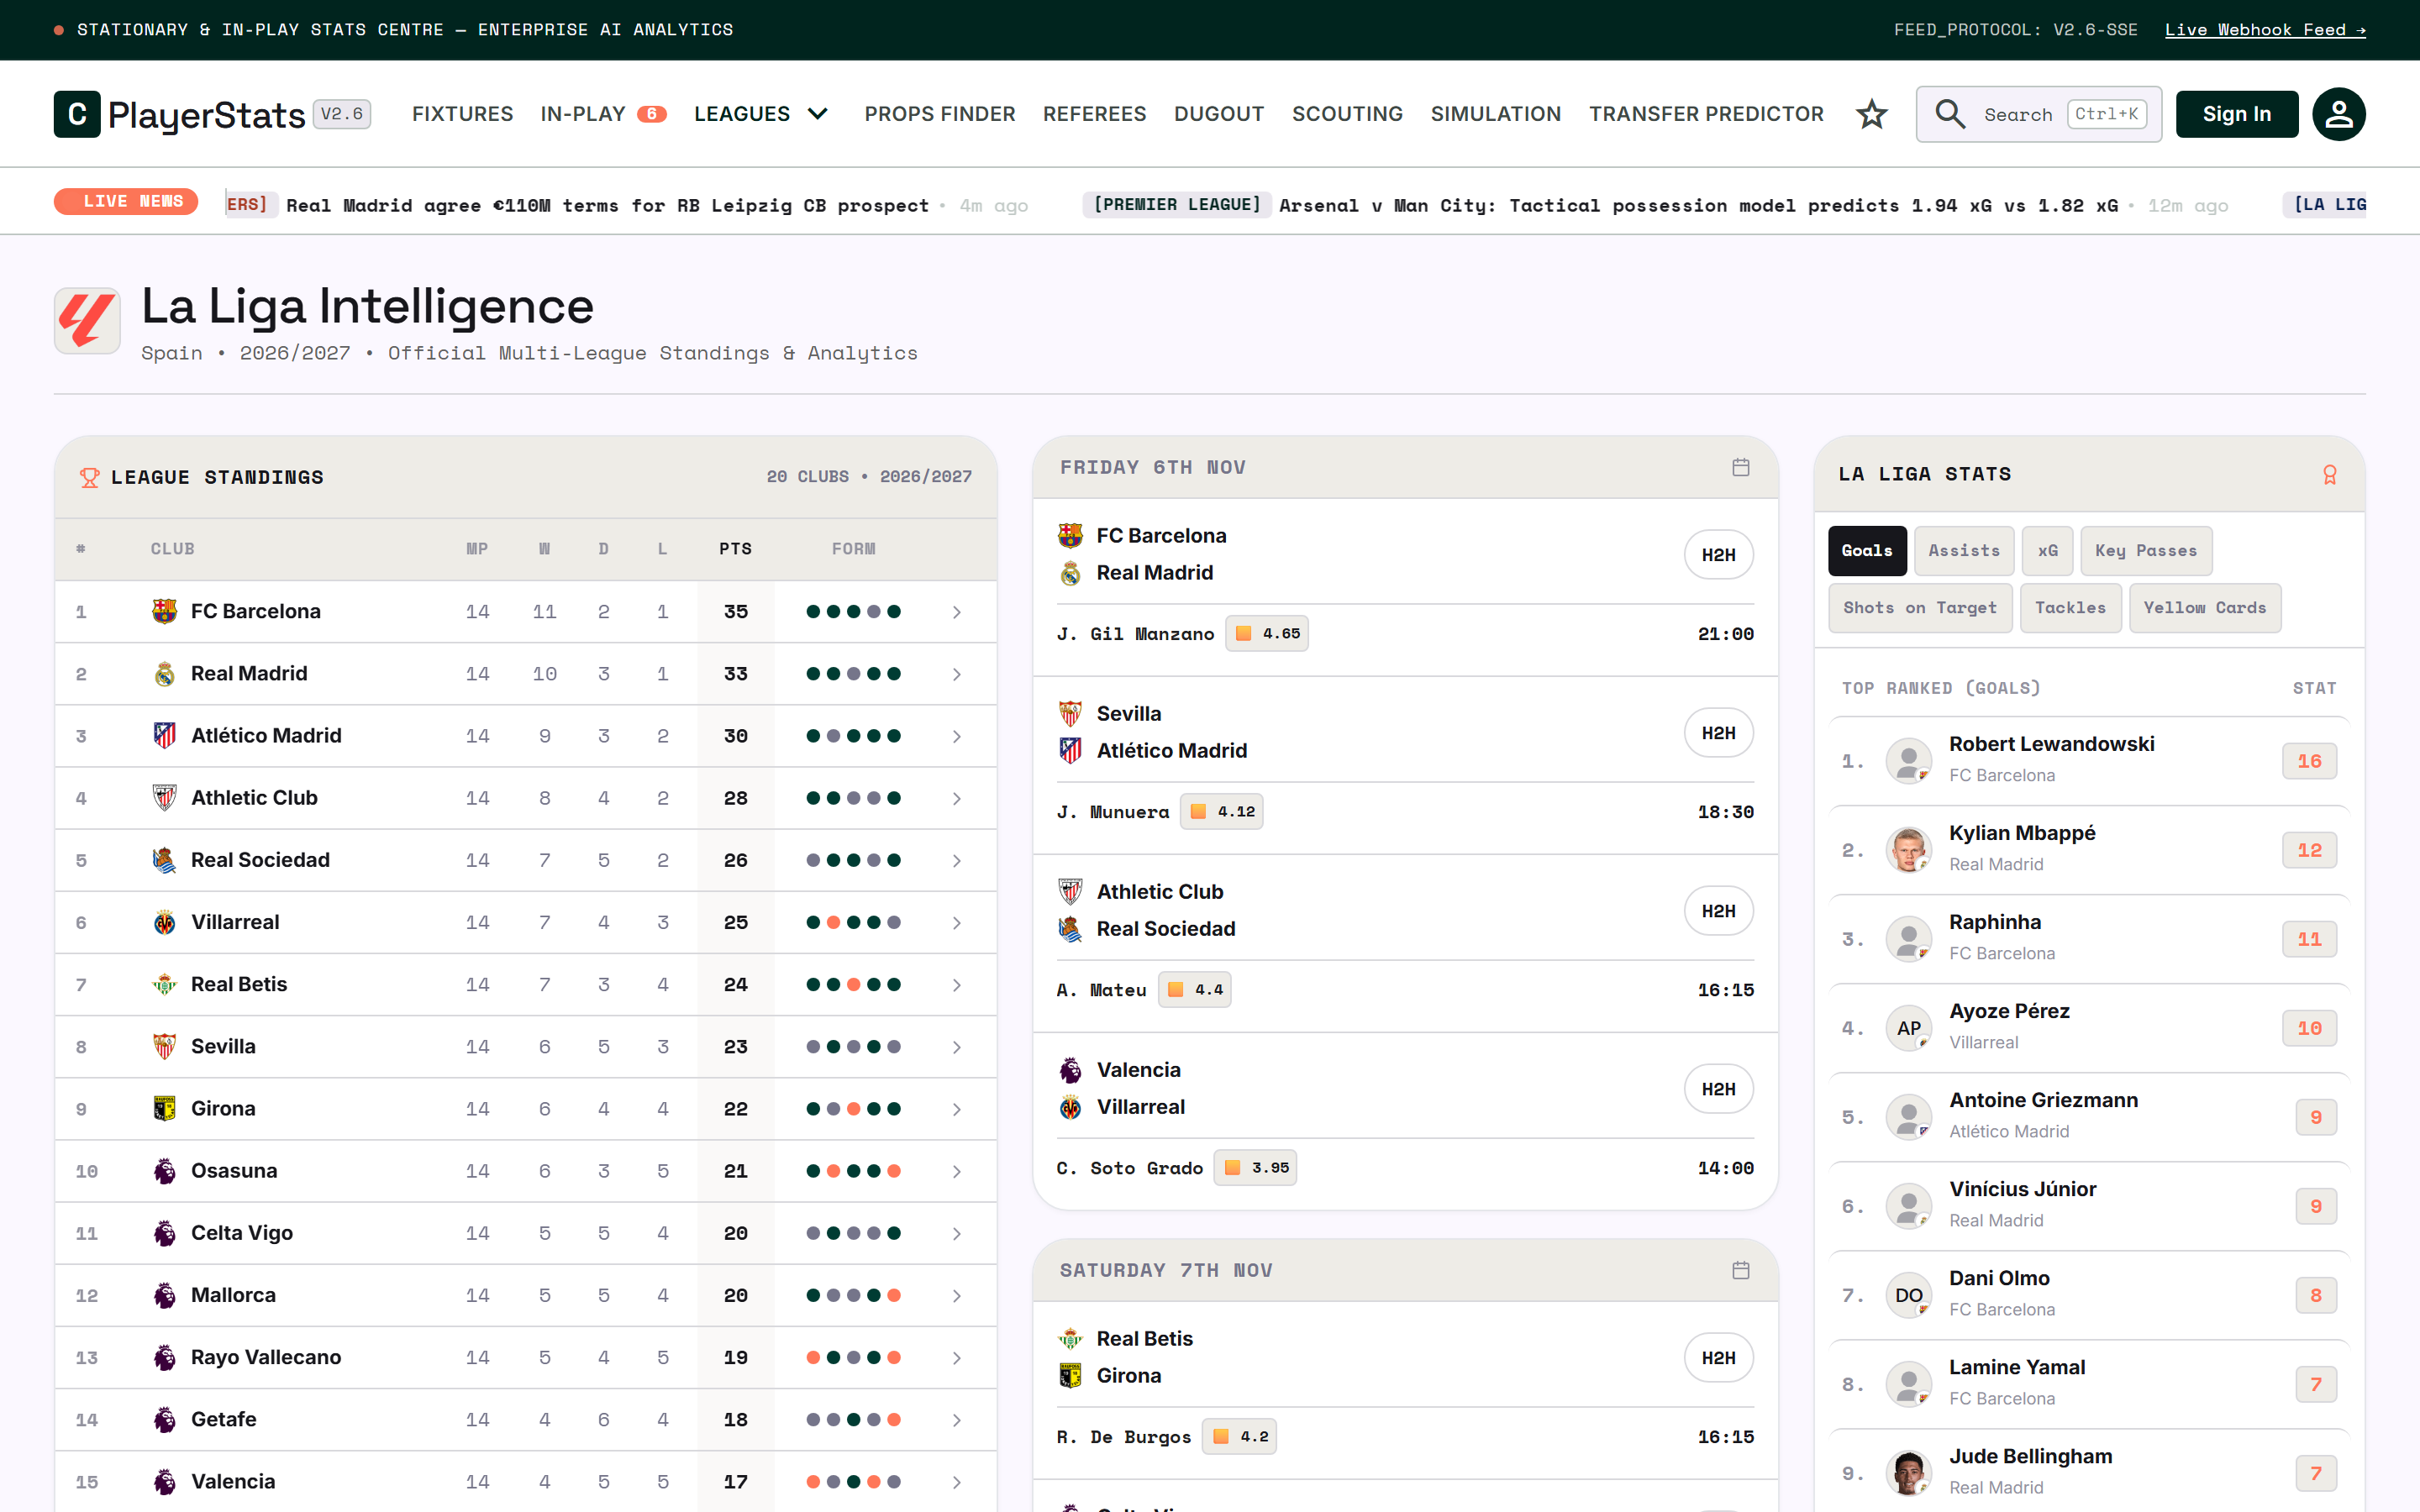 STATIONARY & IN-PLAY STATS CENTRE — ENTERPRISE AI ANALYTICS
FEED_PROTOCOL: V2.6-SSE Live Webhook Feed →
C PlayerStats V2.6 FIXTURES IN-PLAY 6 LEAGUES PROPS FINDER REFEREES DUGOUT SCOUTING SIMULATION TRANSFER PREDICTOR Search Ctrl+K Sign In
LIVE NEWS ERS] Real Madrid agree €110M terms for RB Leipzig CB prospect • 4m ago [PREMIER LEAGUE] Arsenal v Man City: Tactical possession model predicts 1.94 xG vs 1.82 xG • 12m ago [LA LIG
La Liga Intelligence
Spain • 2026/2027 • Official Multi-League Standings & Analytics
LEAGUE STANDINGS 20 CLUBS • 2026/2027
# CLUB MP W D L PTS FORM
1 FC Barcelona 14 11 2 1 35
2 Real Madrid 14 10 3 1 33
3 Atlético Madrid 14 9 3 2 30
4 Athletic Club 14 8 4 2 28
5 Real Sociedad 14 7 5 2 26
6 Villarreal 14 7 4 3 25
7 Real Betis 14 7 3 4 24
8 Sevilla 14 6 5 3 23
9 Girona 14 6 4 4 22
10 Osasuna 14 6 3 5 21
11 Celta Vigo 14 5 5 4 20
12 Mallorca 14 5 5 4 20
13 Rayo Vallecano 14 5 4 5 19
14 Getafe 14 4 6 4 18
15 Valencia 14 4 5 5 17
FRIDAY 6TH NOV
FC Barcelona
Real Madrid
H2H
J. Gil Manzano 4.65 21:00
Sevilla
Atlético Madrid
H2H
J. Munuera 4.12 18:30
Athletic Club
Real Sociedad
H2H
A. Mateu 4.4 16:15
Valencia
Villarreal
H2H
C. Soto Grado 3.95 14:00
SATURDAY 7TH NOV
Real Betis
Girona
H2H
R. De Burgos 4.2 16:15
LA LIGA STATS
Goals Assists xG Key Passes
Shots on Target Tackles Yellow Cards
TOP RANKED (GOALS) STAT
1. Robert Lewandowski 16
FC Barcelona
2. Kylian Mbappé 12
Real Madrid
3. Raphinha 11
FC Barcelona
4. AP Ayoze Pérez 10
Villarreal
5. Antoine Griezmann 9
Atlético Madrid
6. Vinícius Júnior 9
Real Madrid
7. DO Dani Olmo 8
FC Barcelona
8. Lamine Yamal 7
FC Barcelona
9. Jude Bellingham 7
Real Madrid